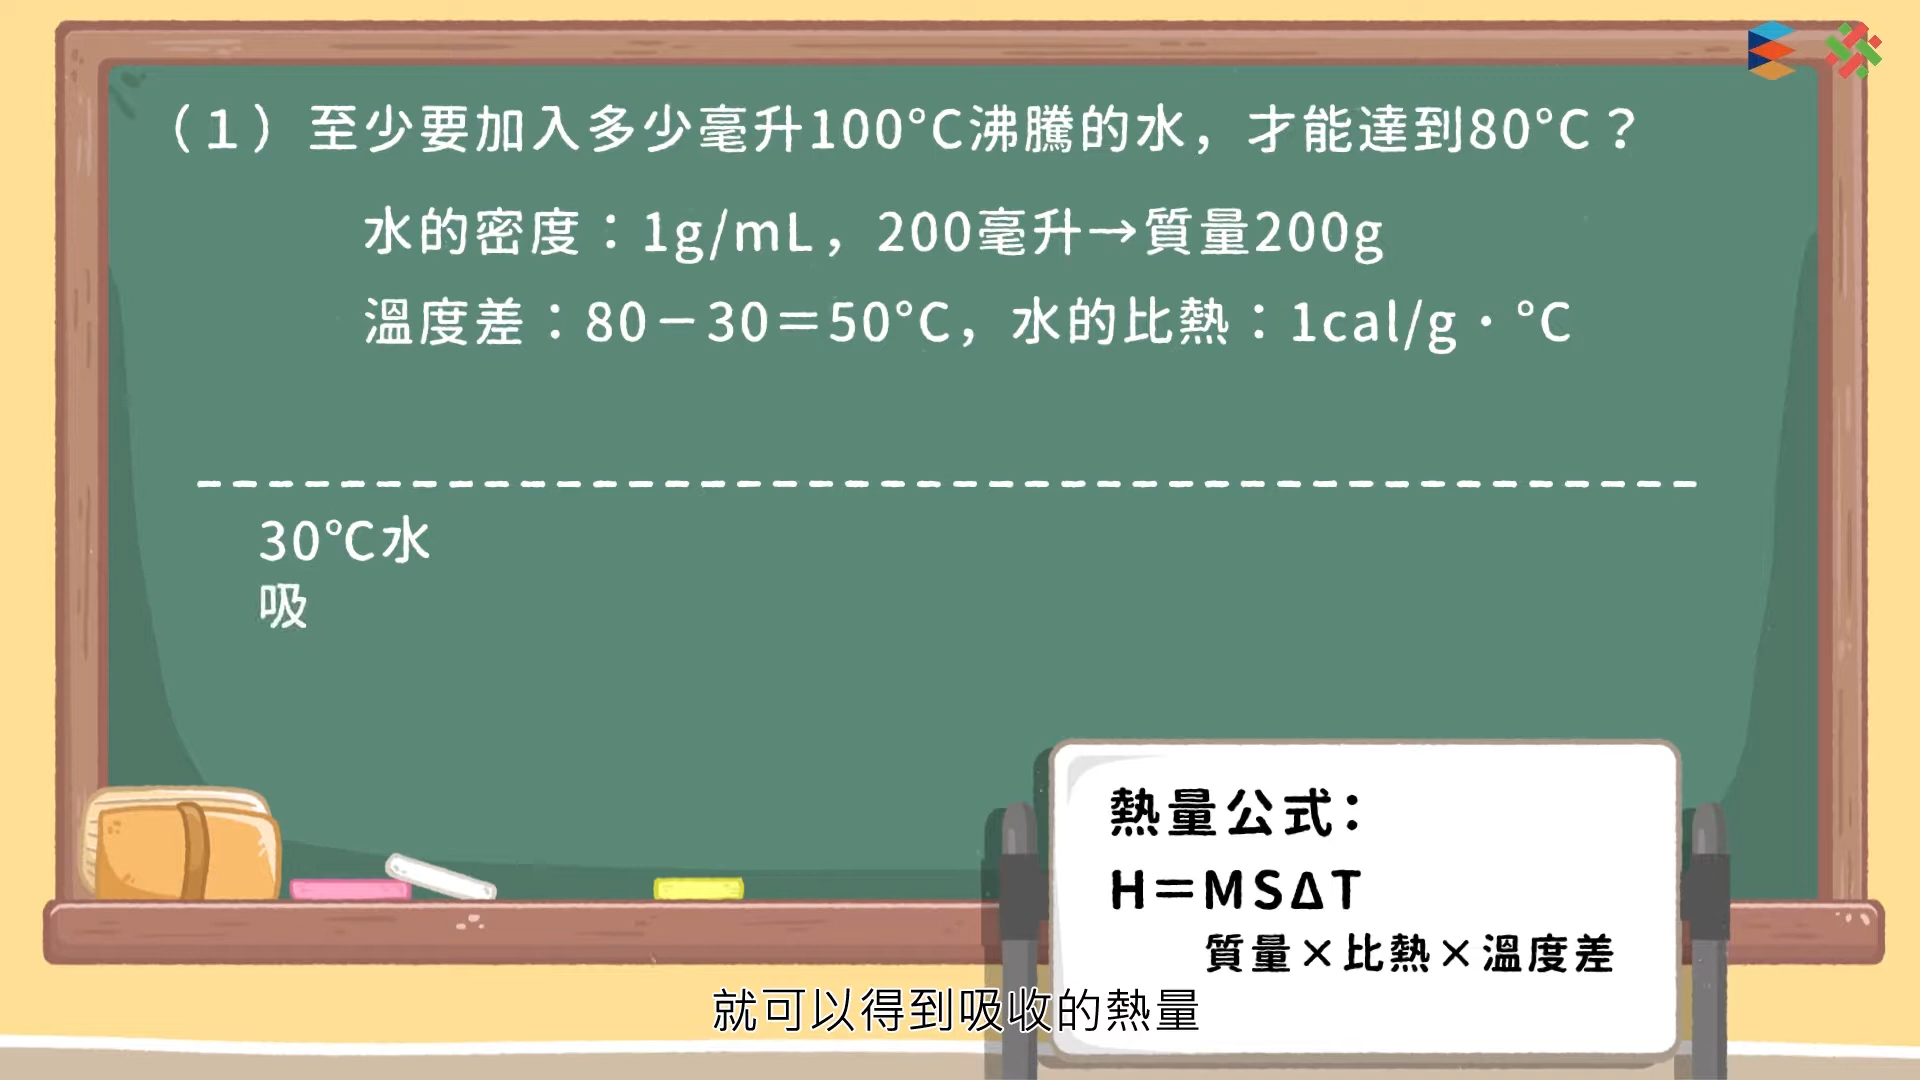 （1）至少要加入多少毫升100°C沸騰的水，才能達到80°C？
水的密度：1g/mL，200毫升→質量200g
溫度差：80－30＝50°C，水的比熱：1cal/g · °C
30℃水
吸
熱量公式：
H＝MSΔT
質量×比熱×溫度差
就可以得到吸收的熱量